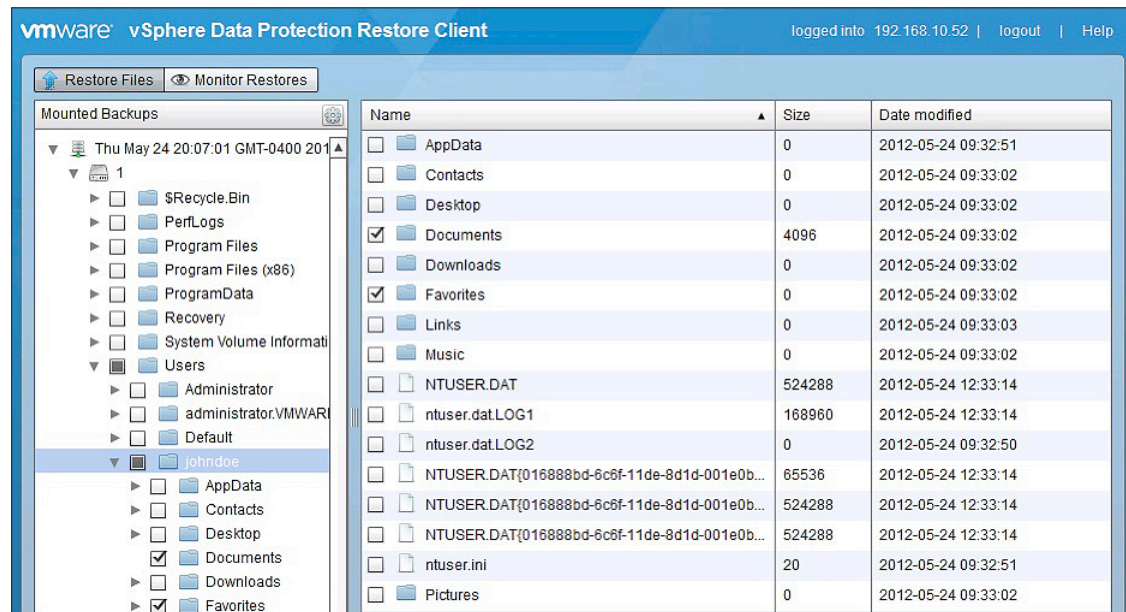 vmware vSphere Data Protection Restore Client logged into 192.168.10.52 | logout | Help
Restore Files Monitor Restores
Mounted Backups
Thu May 24 20:07:01 GMT-0400 201
1
$Recycle.Bin
PerfLogs
Program Files
Program Files (x86)
ProgramData
Recovery
System Volume Informati
Users
Administrator
administrator.VMWARE
Default
johndoe
AppData
Contacts
Desktop
Documents
Downloads
Favorites
Name Size Date modified
AppData 0 2012-05-24 09:32:51
Contacts 0 2012-05-24 09:33:02
Desktop 0 2012-05-24 09:33:02
Documents 4096 2012-05-24 09:33:02
Downloads 0 2012-05-24 09:33:02
Favorites 0 2012-05-24 09:33:02
Links 0 2012-05-24 09:33:03
Music 0 2012-05-24 09:33:02
NTUSER.DAT 524288 2012-05-24 12:33:14
ntuser.dat.LOG1 168960 2012-05-24 12:33:14
ntuser.dat.LOG2 0 2012-05-24 09:32:50
NTUSER.DAT{016888bd-6c6f-11de-8d1d-001e0b... 65536 2012-05-24 12:33:14
NTUSER.DAT{016888bd-6c6f-11de-8d1d-001e0b... 524288 2012-05-24 12:33:14
NTUSER.DAT{016888bd-6c6f-11de-8d1d-001e0b... 524288 2012-05-24 12:33:14
ntuser.ini 20 2012-05-24 09:32:51
Pictures 0 2012-05-24 09:33:02